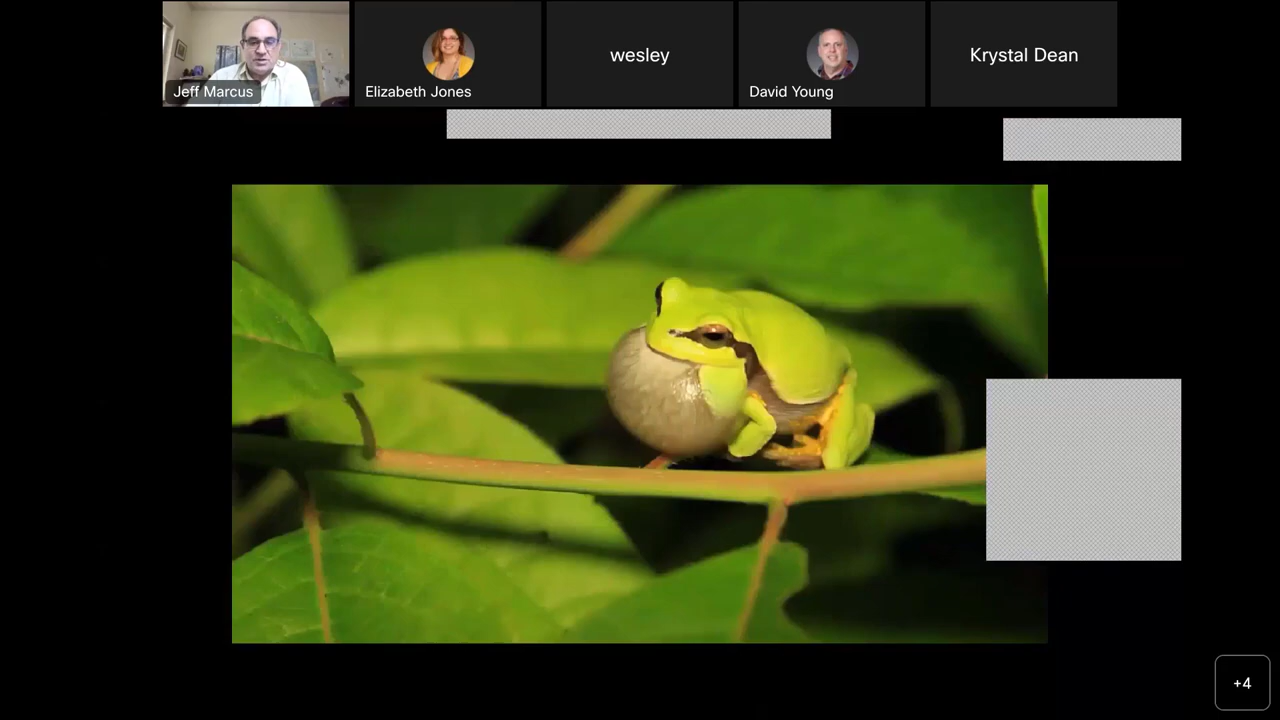 Jeff Marcus
Elizabeth Jones
wesley
David Young
Krystal Dean
+4